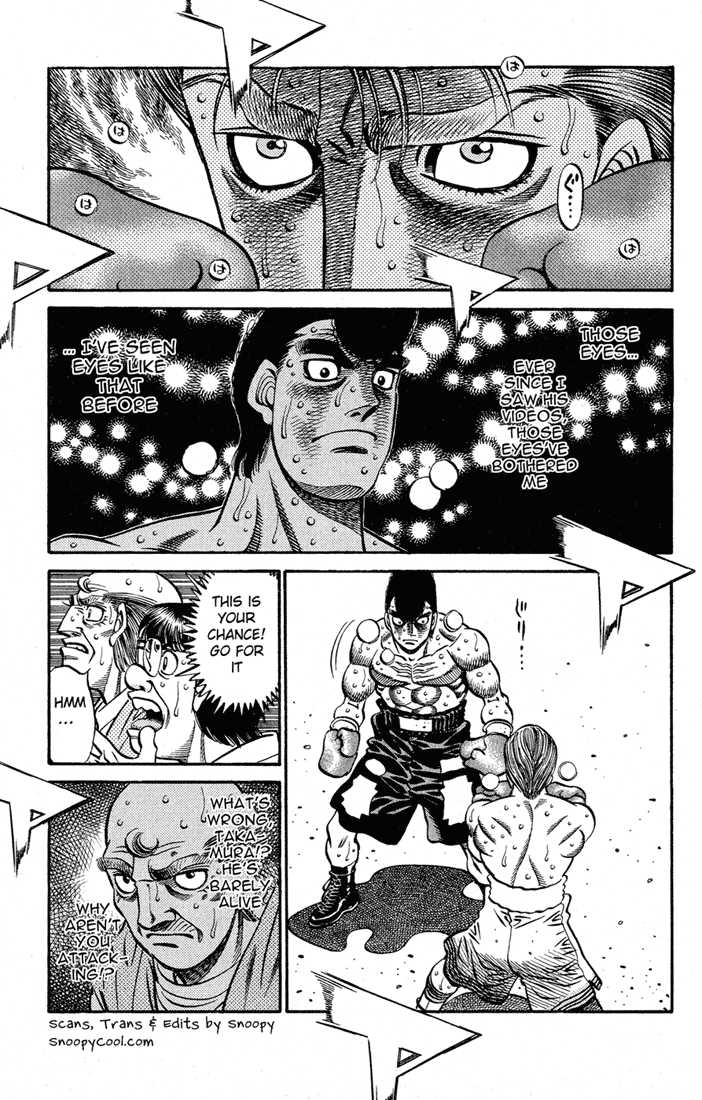 は
は
は
は
は
ぐ…
THOSE
EYES...
EVER
SINCE I
SAW HIS
VIDEOS,
THOSE
EYES'VE
BOTHERED
ME
... I'VE SEEN
EYES LIKE
THAT
BEFORE
THIS IS
YOUR
CHANCE!
GO FOR
IT
HMM
...
WHAT'S
WRONG,
TAKA-
MURA!?
HE'S
BARELY
ALIVE
WHY
AREN'T
YOU
ATTACK-
ING!?
Scans, Trans & Edits by Snoopy
SnoopyCool.com